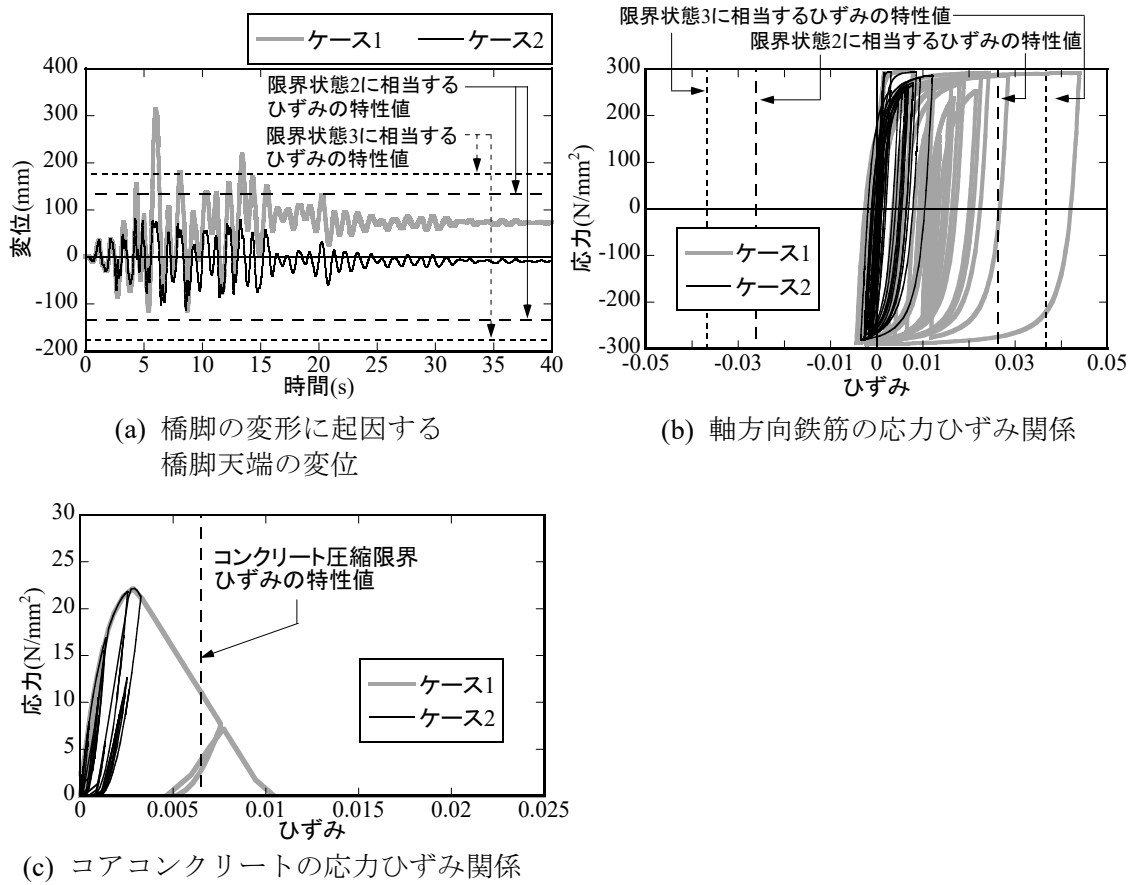 ケース1 ケース2
400
300
200
100
0
-100
-200
変位(mm)
限界状態2に相当する
ひずみの特性値
限界状態3に相当する
ひずみの特性値
0 5 10 15 20 25 30 35 40
時間(s)
(a) 橋脚の変形に起因する
橋脚天端の変位
限界状態3に相当するひずみの特性値
限界状態2に相当するひずみの特性値
300
200
100
0
-100
-200
-300
応力(N/mm²)
ケース1
ケース2
-0.05 -0.03 -0.01 0 0.01 0.03 0.05
ひずみ
(b) 軸方向鉄筋の応力ひずみ関係
30
25
20
15
10
5
0
応力(N/mm²)
コンクリート圧縮限界
ひずみの特性値
ケース1
ケース2
0 0.005 0.01 0.015 0.02 0.025
ひずみ
(c) コアコンクリートの応力ひずみ関係